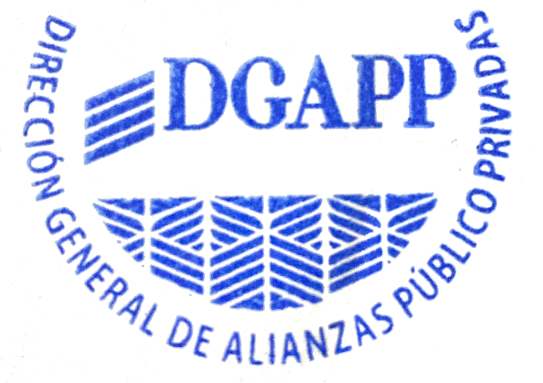 DGAPP
DIRECCIÓN GENERAL DE ALIANZAS PÚBLICO PRIVADAS